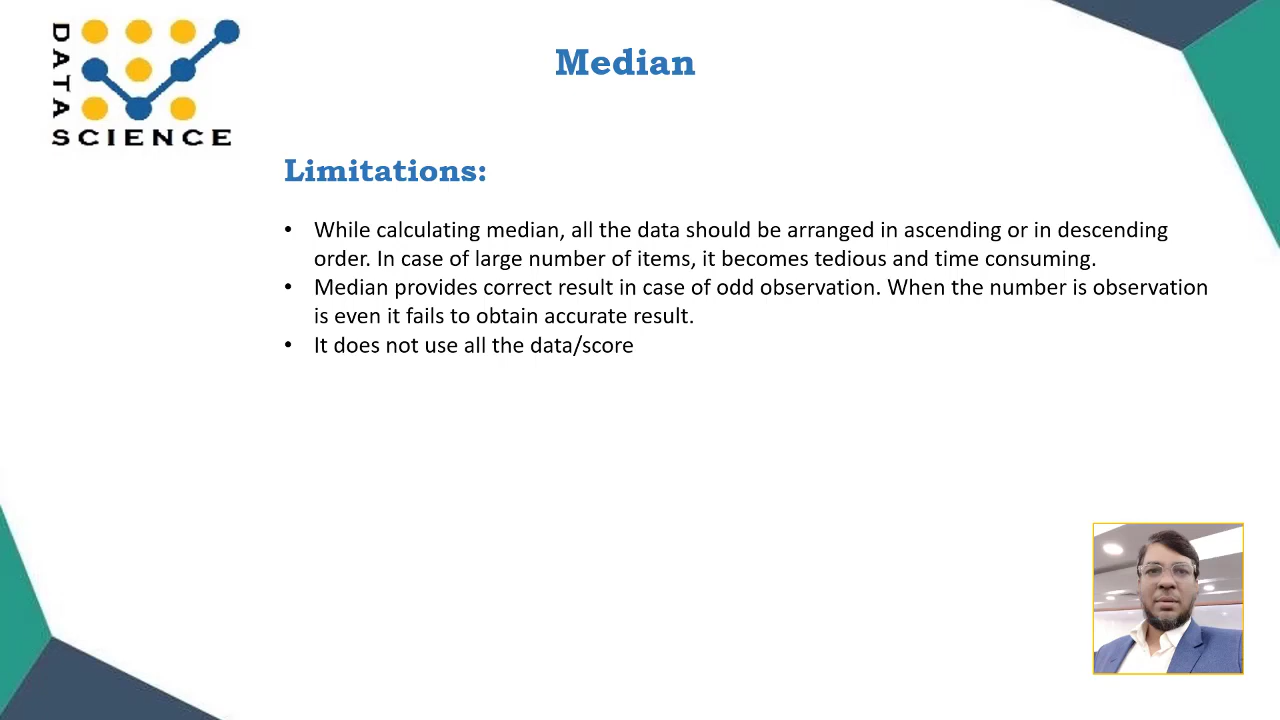 DATA
SCIENCE
Median
Limitations:
• While calculating median, all the data should be arranged in ascending or in descending
order. In case of large number of items, it becomes tedious and time consuming.
• Median provides correct result in case of odd observation. When the number is observation
is even it fails to obtain accurate result.
• It does not use all the data/score